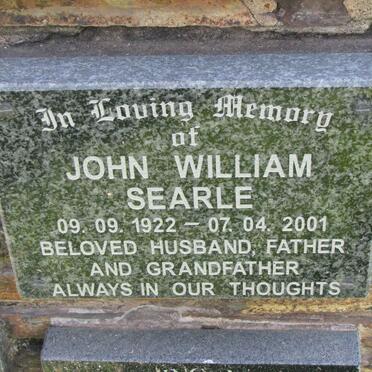 In Loving Memory
of
JOHN WILLIAM
SEARLE
09. 09. 1922 – 07. 04. 2001
BELOVED HUSBAND, FATHER
AND GRANDFATHER
ALWAYS IN OUR THOUGHTS